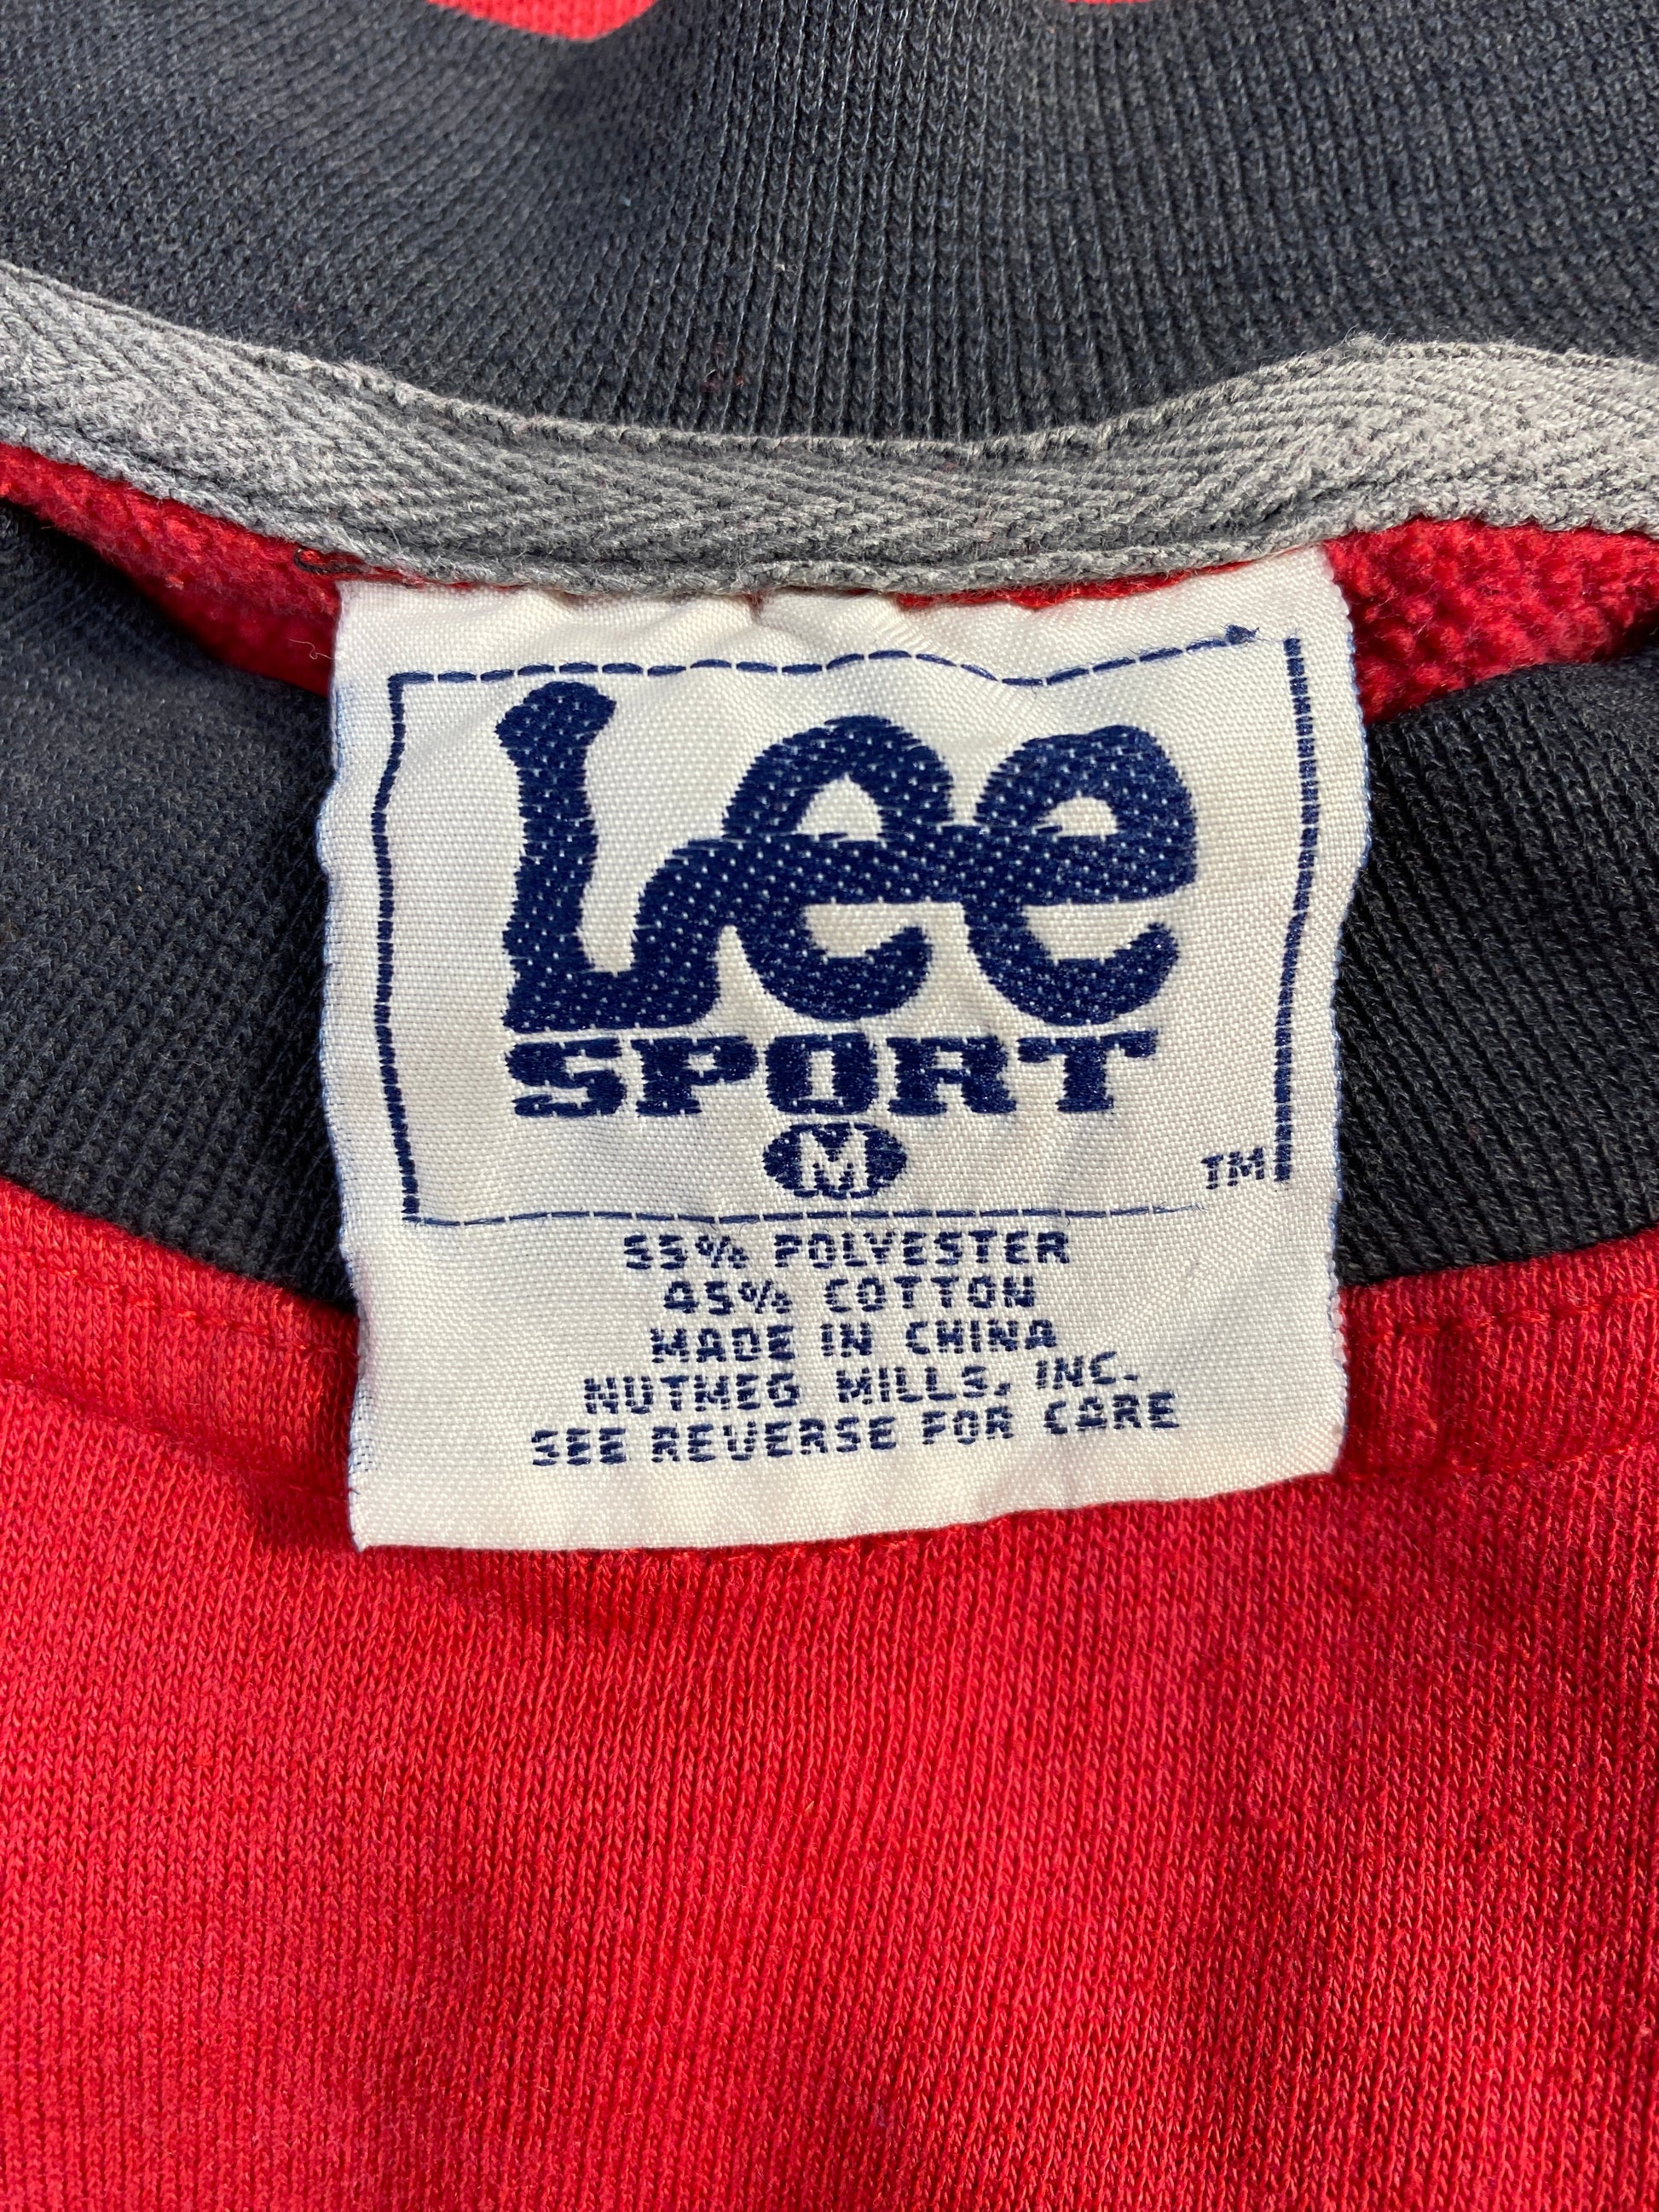 Lee
SPORT
M
TM
55% POLYESTER
45% COTTON
MADE IN CHINA
NUTMEG MILLS, INC.
SEE REVERSE FOR CARE